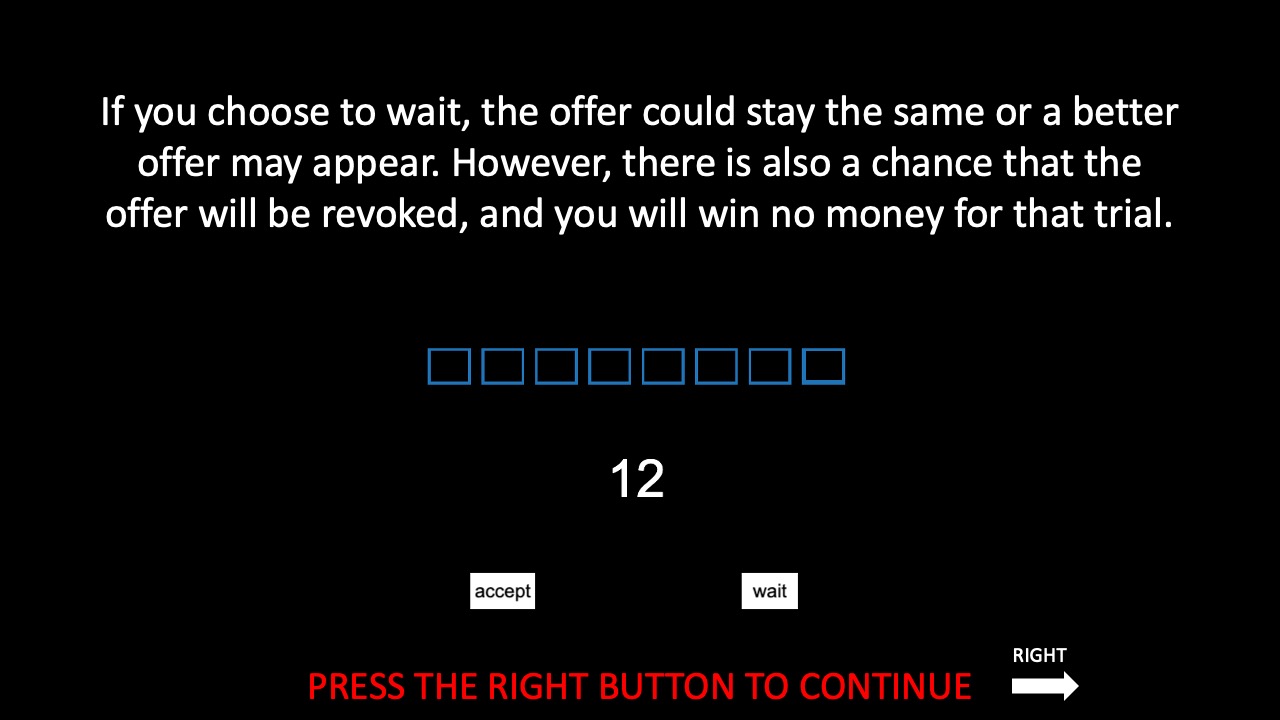 If you choose to wait, the offer could stay the same or a better
offer may appear. However, there is also a chance that the
offer will be revoked, and you will win no money for that trial.
12
accept
wait
RIGHT
PRESS THE RIGHT BUTTON TO CONTINUE